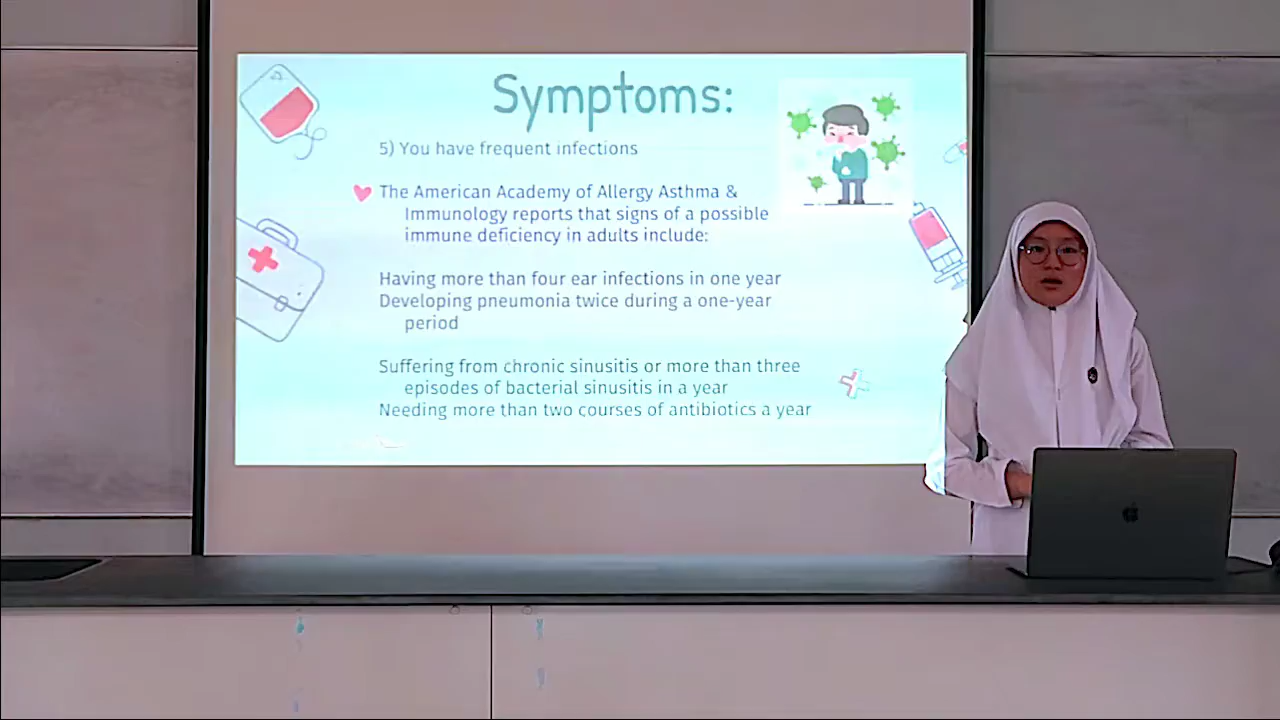 Symptoms:
5) You have frequent infections
The American Academy of Allergy Asthma &
Immunology reports that signs of a possible
immune deficiency in adults include:
Having more than four ear infections in one year
Developing pneumonia twice during a one-year
period
Suffering from chronic sinusitis or more than three
episodes of bacterial sinusitis in a year
Needing more than two courses of antibiotics a year